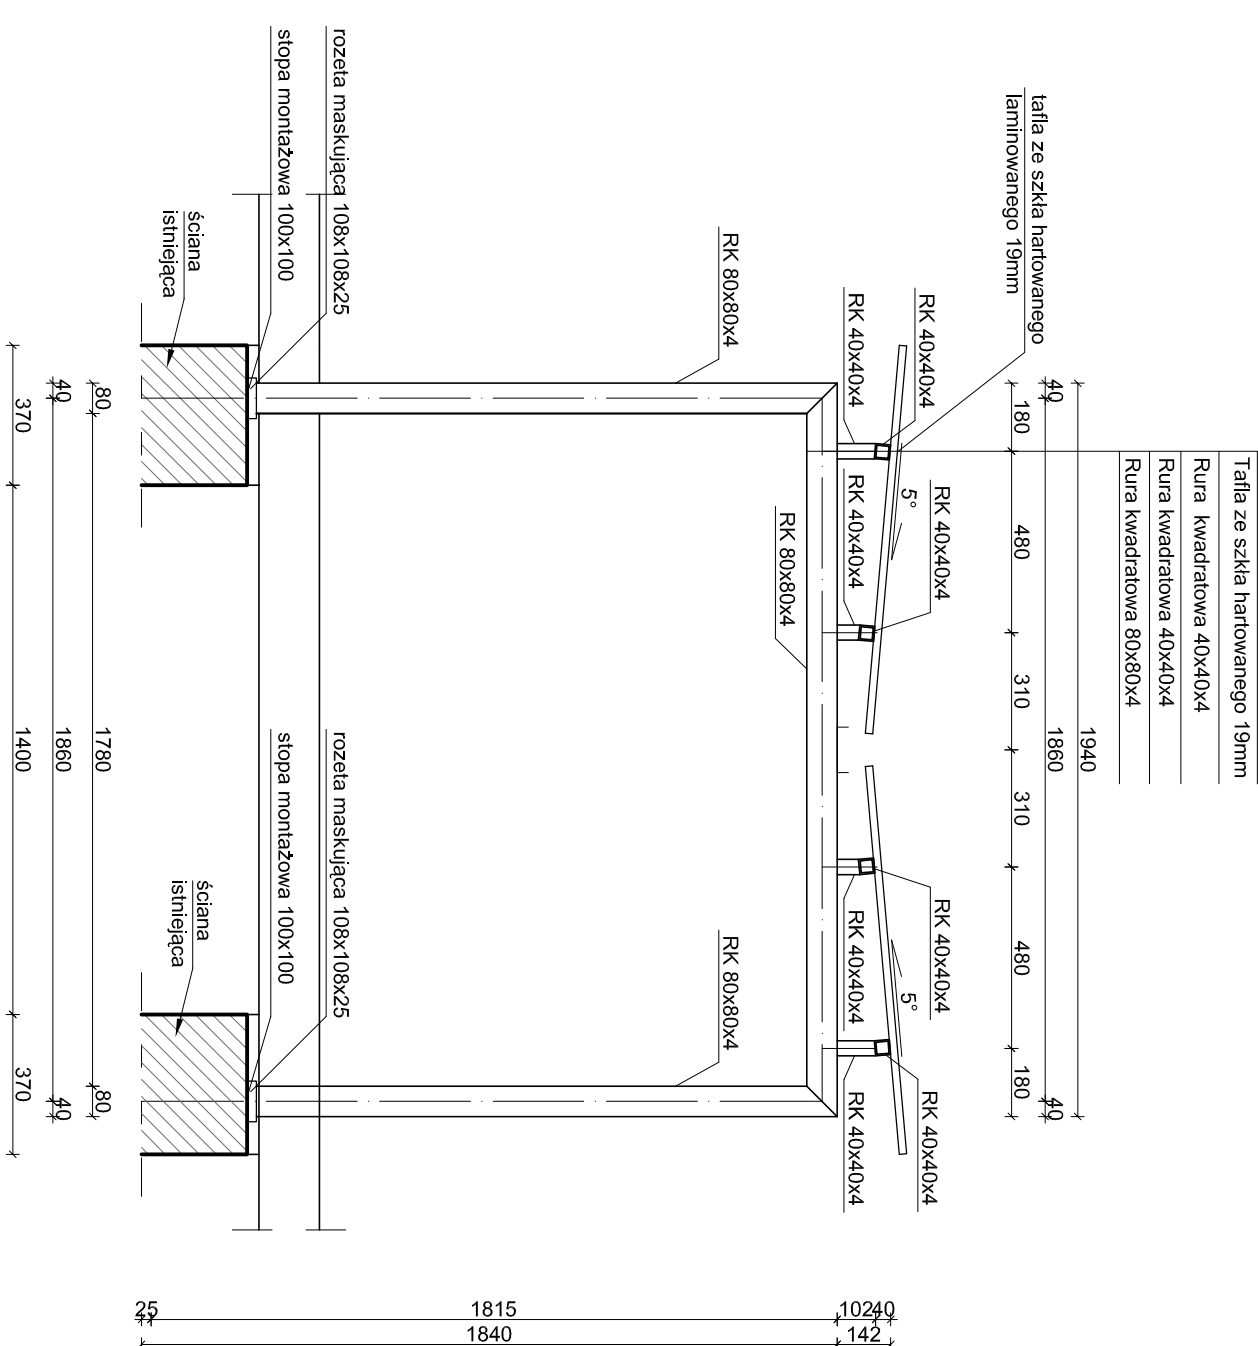 Tafla ze szkła hartowanego 19mm
Rura kwadratowa 40x40x4
Rura kwadratowa 40x40x4
Rura kwadratowa 80x80x4
1940
40
1860
40
180
480
310
310
480
180
tafla ze szkła hartowanego
laminowanego 19mm
RK 40x40x4
RK 40x40x4
RK 40x40x4
RK 40x40x4
5°
5°
RK 40x40x4
RK 40x40x4
RK 40x40x4
RK 40x40x4
RK 80x80x4
RK 80x80x4
RK 80x80x4
rozeta maskująca 108x108x25
stopa montażowa 100x100
rozeta maskująca 108x108x25
stopa montażowa 100x100
ściana
istniejąca
ściana
istniejąca
80
1780
80
40
1860
40
370
1400
370
25
1815
102
40
1840
142